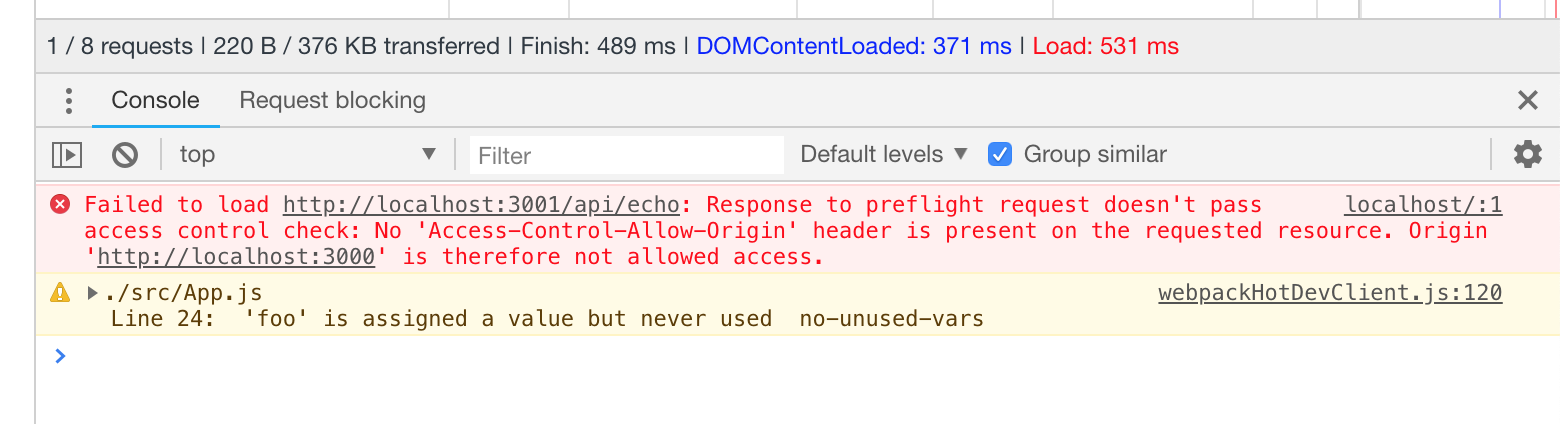 1 / 8 requests | 220 B / 376 KB transferred | Finish: 489 ms | DOMContentLoaded: 371 ms | Load: 531 ms
Console Request blocking
top Filter Default levels Group similar
Failed to load http://localhost:3001/api/echo: Response to preflight request doesn't pass localhost/:1
access control check: No 'Access-Control-Allow-Origin' header is present on the requested resource. Origin
'http://localhost:3000' is therefore not allowed access.
./src/App.js webpackHotDevClient.js:120
Line 24: 'foo' is assigned a value but never used no-unused-vars